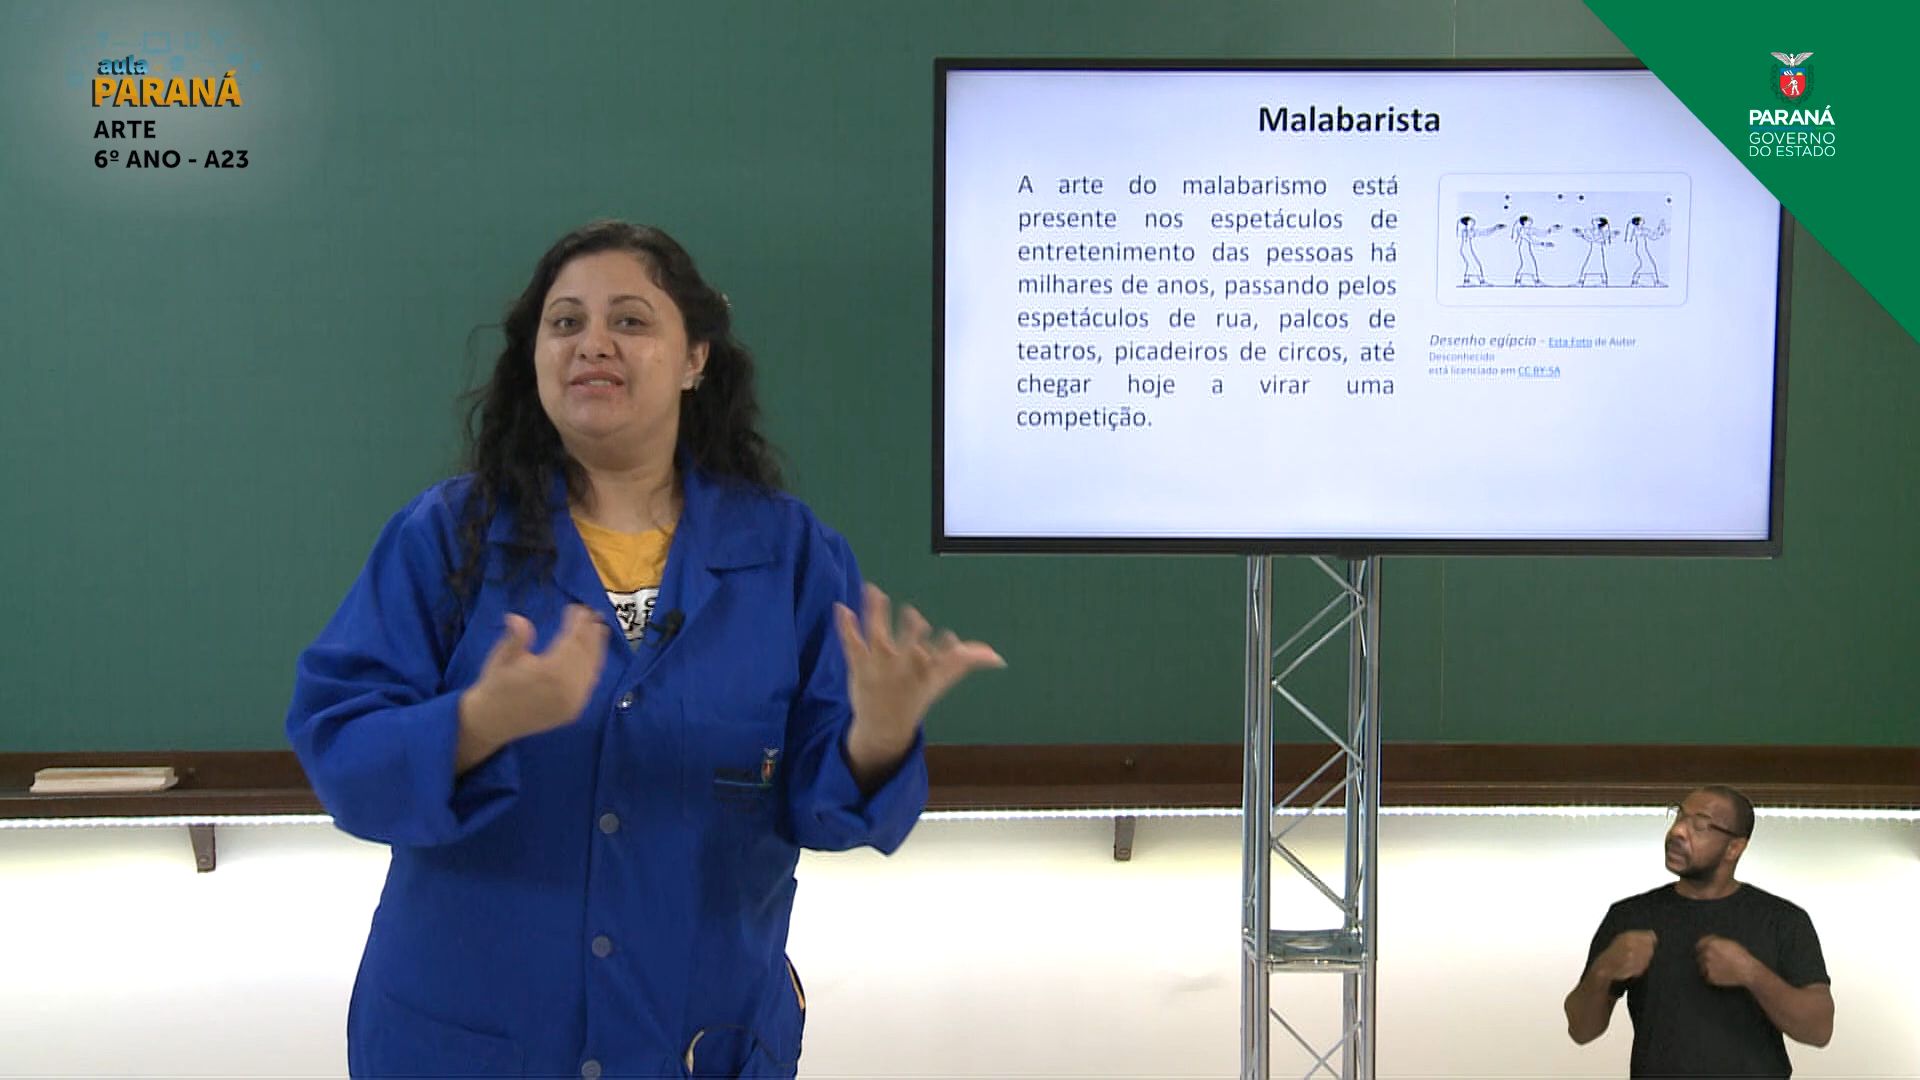 aula
PARANÁ
ARTE
6º ANO - A23
Malabarista
A arte do malabarismo está
presente nos espetáculos de
entretenimento das pessoas há
milhares de anos, passando pelos
espetáculos de rua, palcos de
teatros, picadeiros de circos, até
chegar hoje a virar uma
competição.
Desenho egípcio - Esta Foto de Autor
Desconhecido
está licenciado em CC BY-SA
PARANÁ
GOVERNO
DO ESTADO